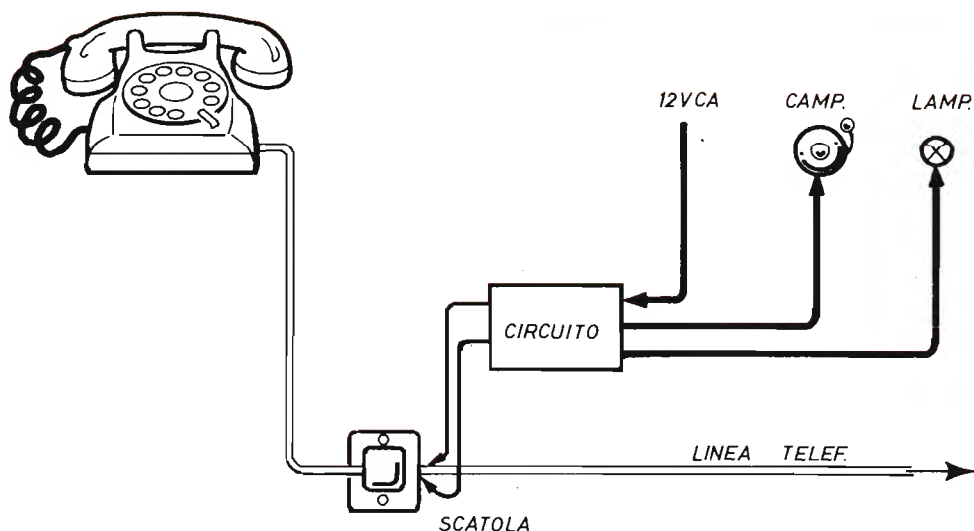 12VCA
CAMP.
LAMP.
CIRCUITO
LINEA TELEF.
SCATOLA